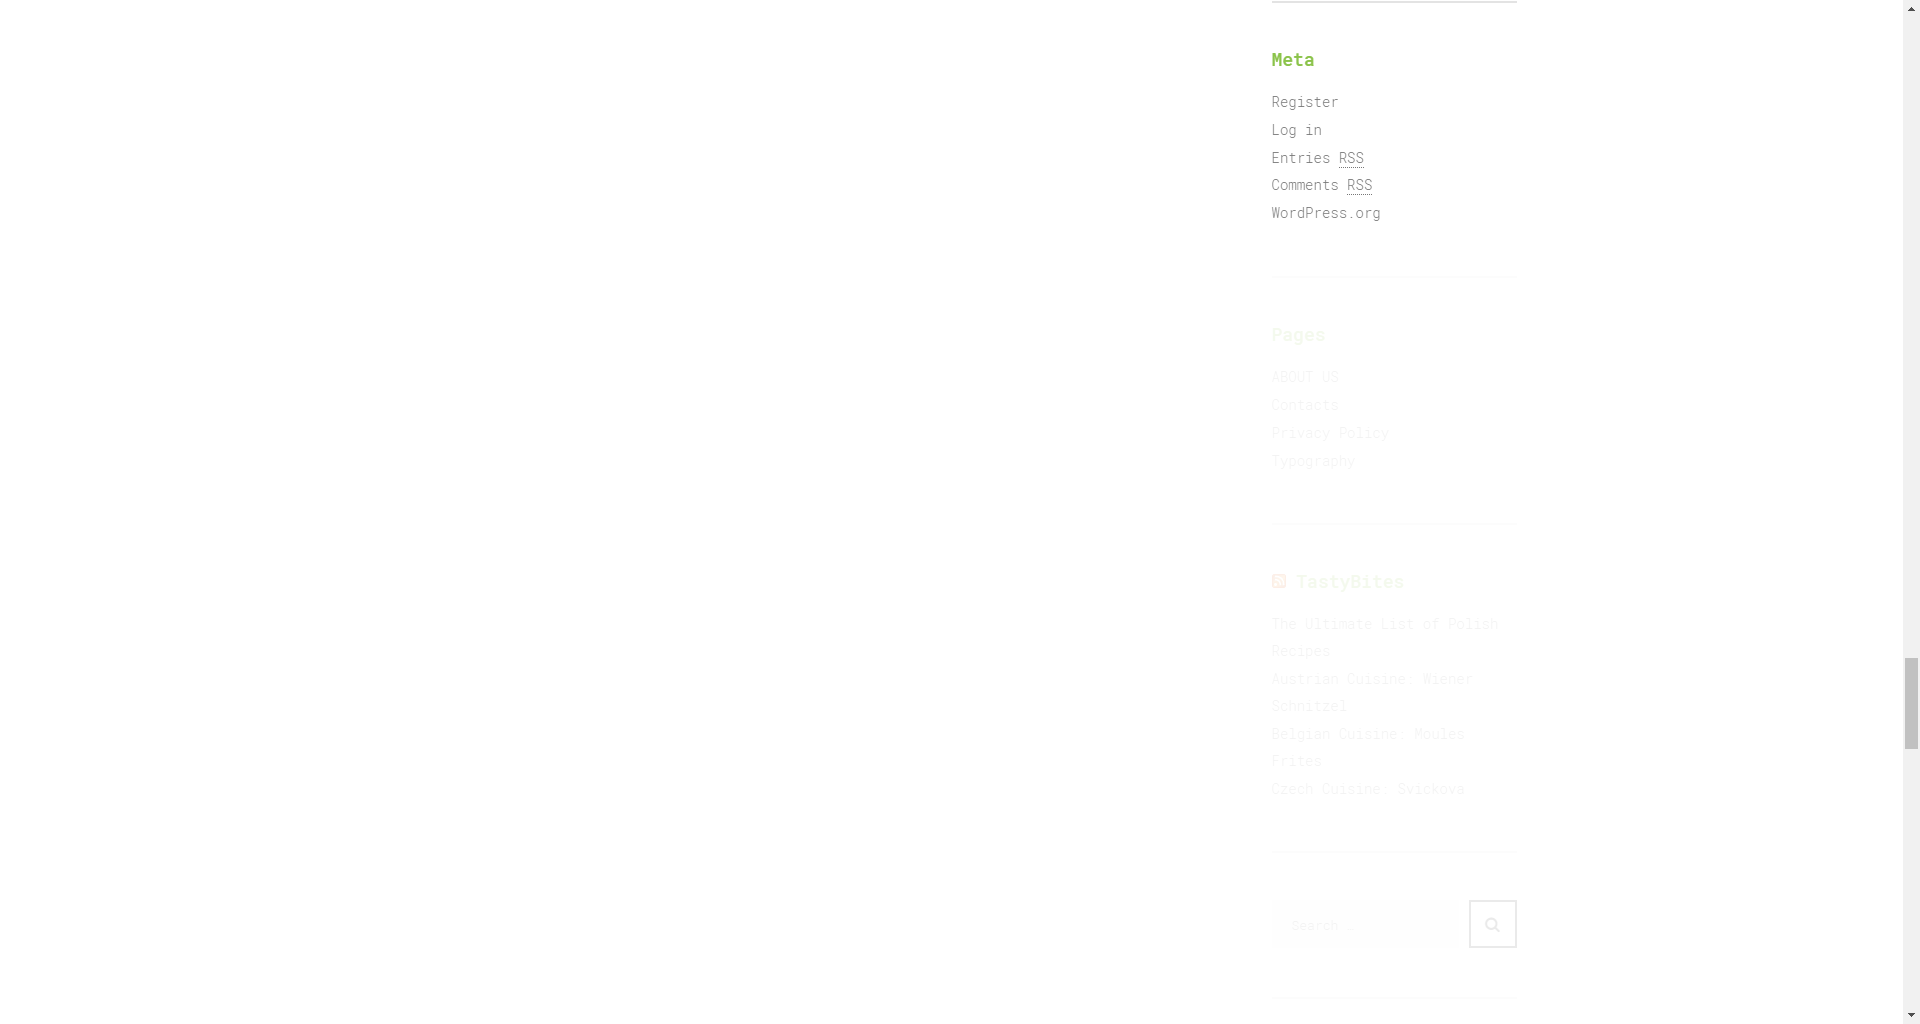 Meta
Register
Log in
Entries RSS
Comments RSS
WordPress.org
Pages
ABOUT US
Contacts
Privacy Policy
Typography
TastyBites
The Ultimate List of Polish
Recipes
Austrian Cuisine  Wiener
Schnitzel
Belgian Cuisine  Moules
Frites
Czech Cuisine  Svickova
Search